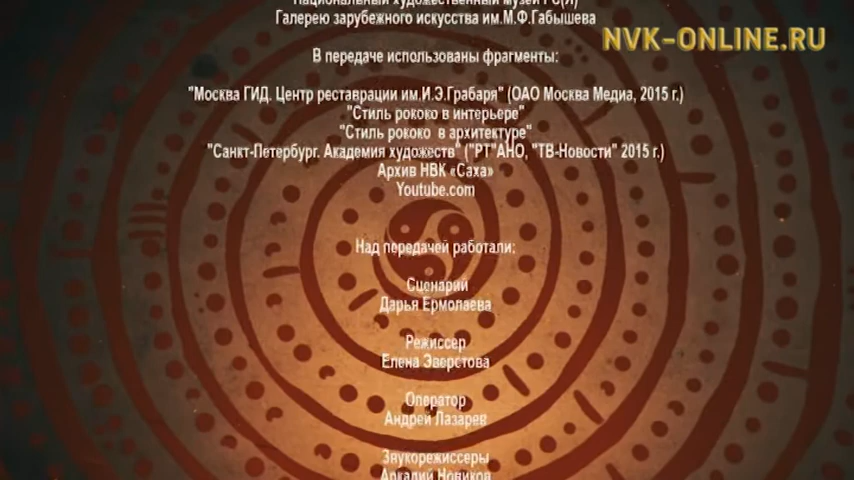 Национальный художественный музей РС(Я)
Галерею зарубежного искусства им.М.Ф.Габышева
NVK-ONLINE.RU
В передаче использованы фрагменты:
"Москва ГИД. Центр реставрации им.И.Э.Грабаря" (ОАО Москва Медиа, 2015 г.)
"Стиль рококо в интерьере"
"Стиль рококо в архитектуре"
"Санкт-Петербург. Академия художеств" ("РТ"АНО, "ТВ-Новости" 2015 г.)
Архив НВК «Саха»
Youtube.com
Над передачей работали:
Сценарий
Дарья Ермолаева
Режиссер
Елена Эверстова
Оператор
Андрей Лазарев
Звукорежиссеры
Аркадий Новиков